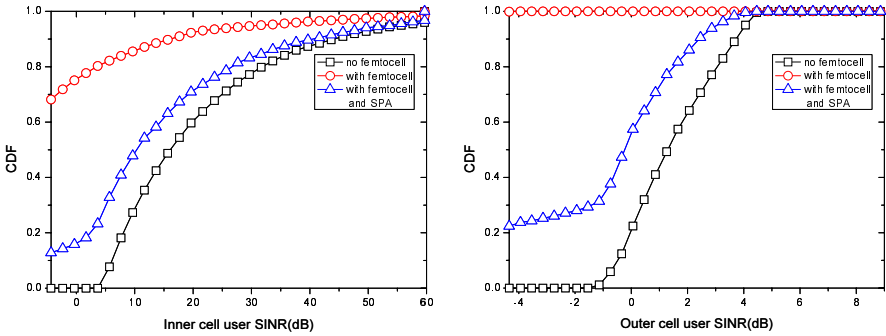 1.0
0.8
0.6
0.4
0.2
0.0
CDF
0 10 20 30 40 50 60
Inner cell user SINR(dB)
no femtocell
with femtocell
with femtocell
and SPA
1.0
0.8
0.6
0.4
0.2
0.0
CDF
-4 -2 0 2 4 6 8
Outer cell user SINR(dB)
no femtocell
with femtocell
with femtocell
and SPA